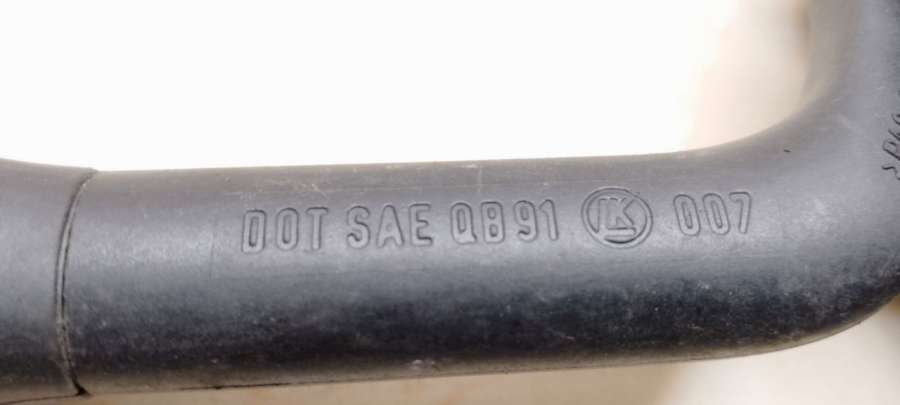 DOT SAE QB91 LK 007